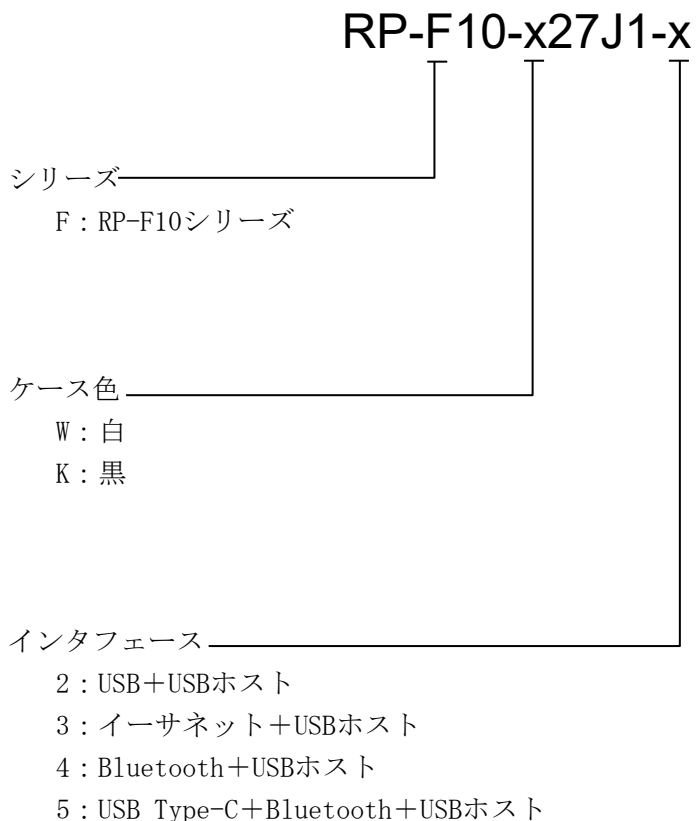 RP-F10-x27J1-x
シリーズ
F：RP-F10シリーズ
ケース色
W：白
K：黒
インタフェース
2：USB＋USBホスト
3：イーサネット＋USBホスト
4：Bluetooth＋USBホスト
5：USB Type-C＋Bluetooth＋USBホスト